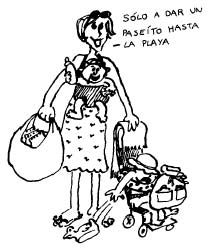 SÓLO A DAR UN
PASEÍTO HASTA
LA PLAYA